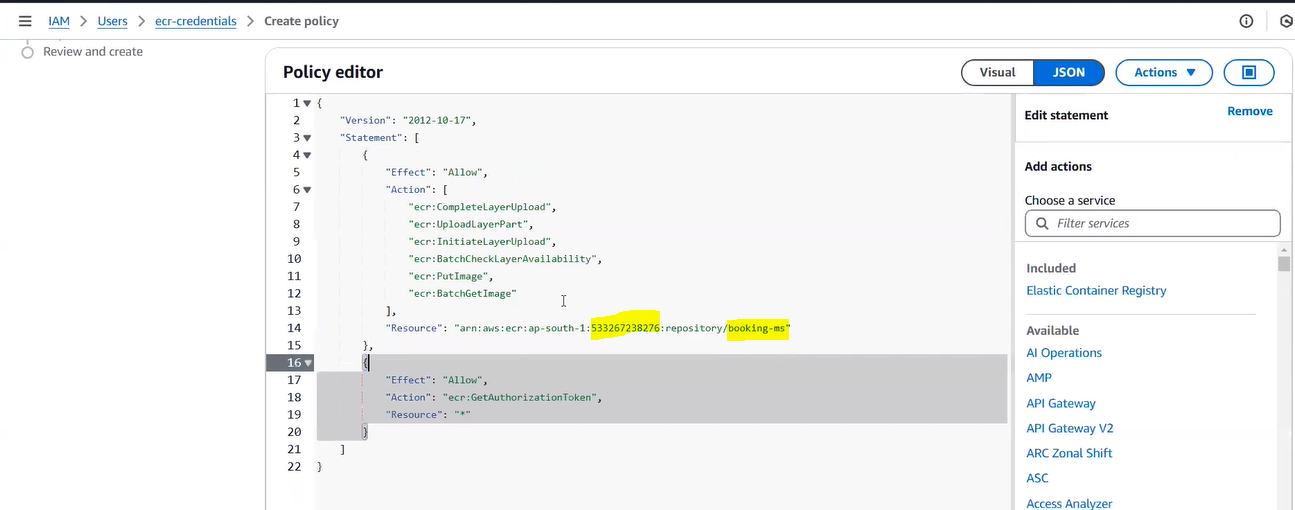 IAM > Users > ecr-credentials > Create policy
Review and create
Policy editor
Visual
JSON
Actions ▼
1 {
2 "Version": "2012-10-17",
3 "Statement": [
4 {
5 "Effect": "Allow",
6 "Action": [
7 "ecr:CompleteLayerUpload",
8 "ecr:UploadLayerPart",
9 "ecr:InitiateLayerUpload",
10 "ecr:BatchCheckLayerAvailability",
11 "ecr:PutImage",
12 "ecr:BatchGetImage"
13 ],
14 "Resource": "arn:aws:ecr:ap-south-1:533267238276:repository/booking-ms"
15 },
16 {
17 "Effect": "Allow",
18 "Action": "ecr:GetAuthorizationToken",
19 "Resource": "*"
20 }
21 ]
22 }
Edit statement
Remove
Add actions
Choose a service
Filter services
Included
Elastic Container Registry
Available
AI Operations
AMP
API Gateway
API Gateway V2
ARC Zonal Shift
ASC
Access Analyzer